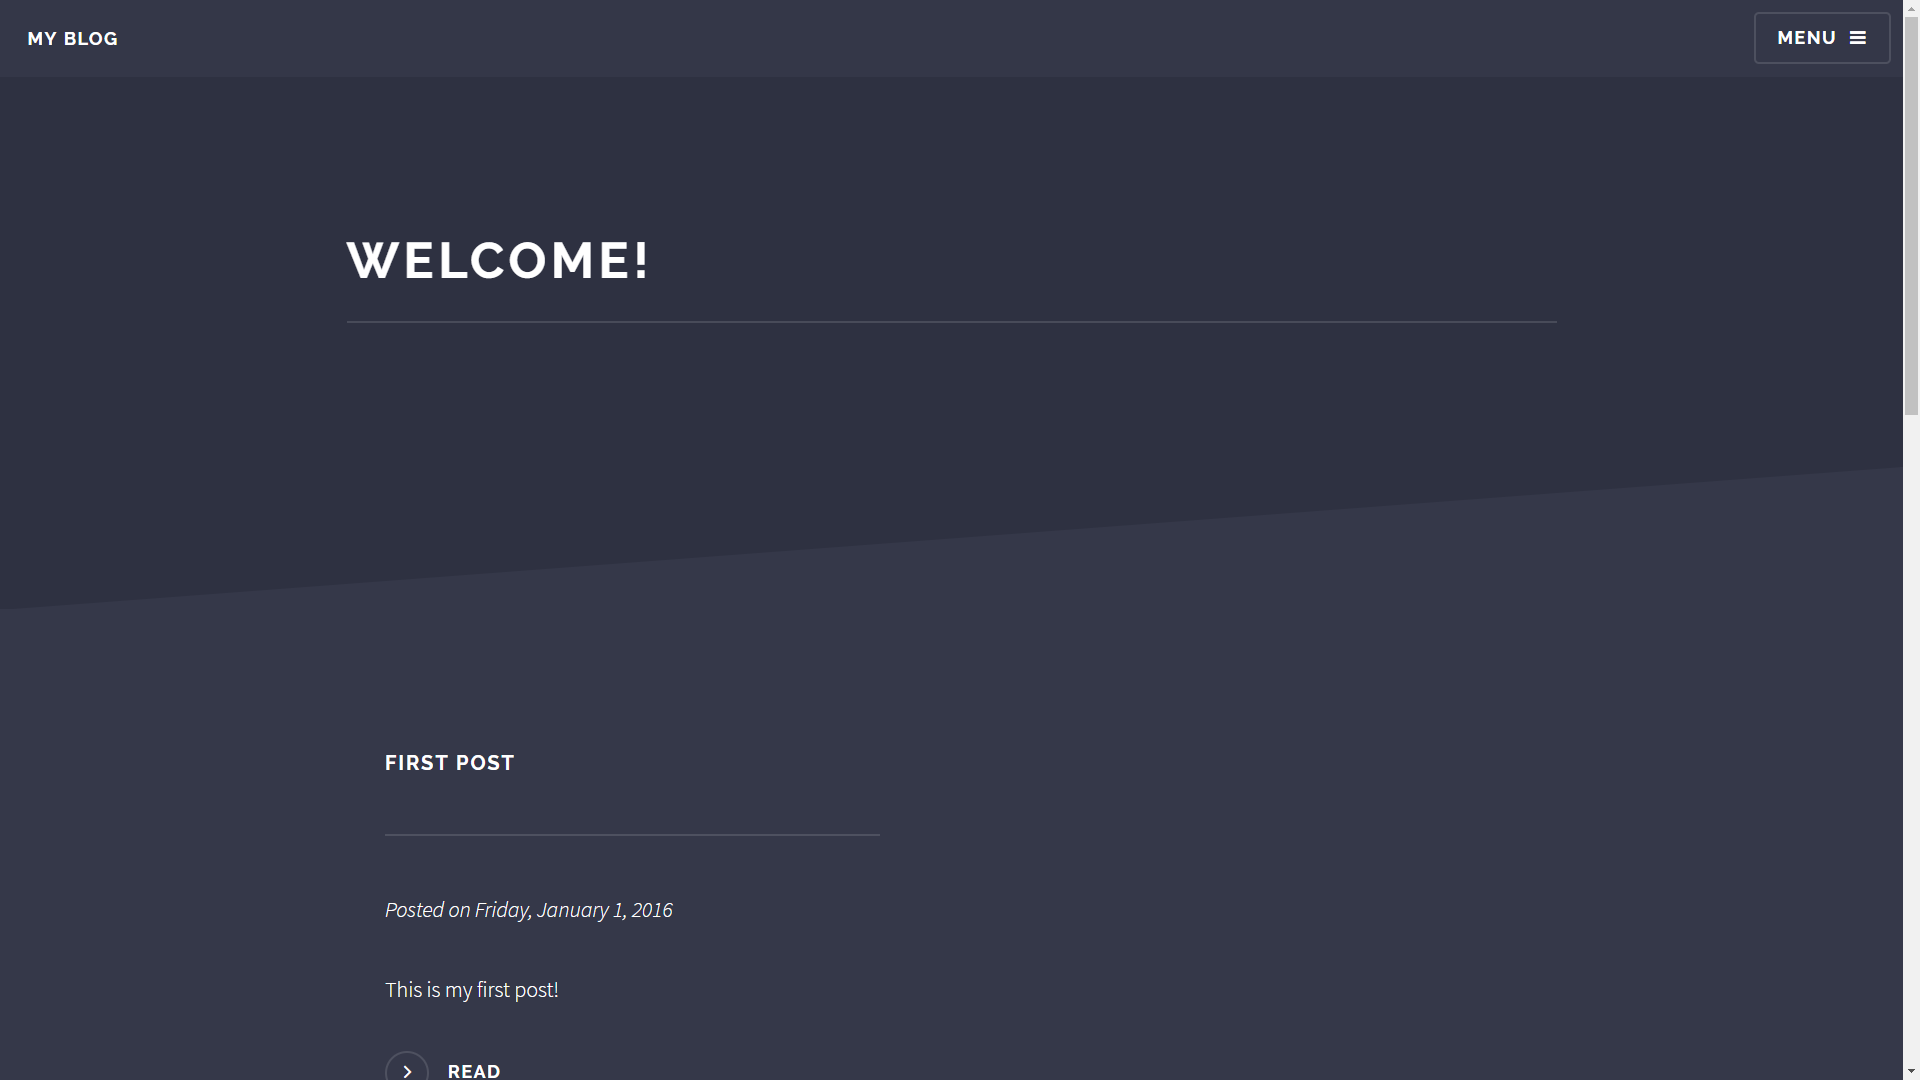 MY BLOG
MENU
WELCOME!
FIRST POST
Posted on Friday, January 1, 2016
This is my first post!
READ